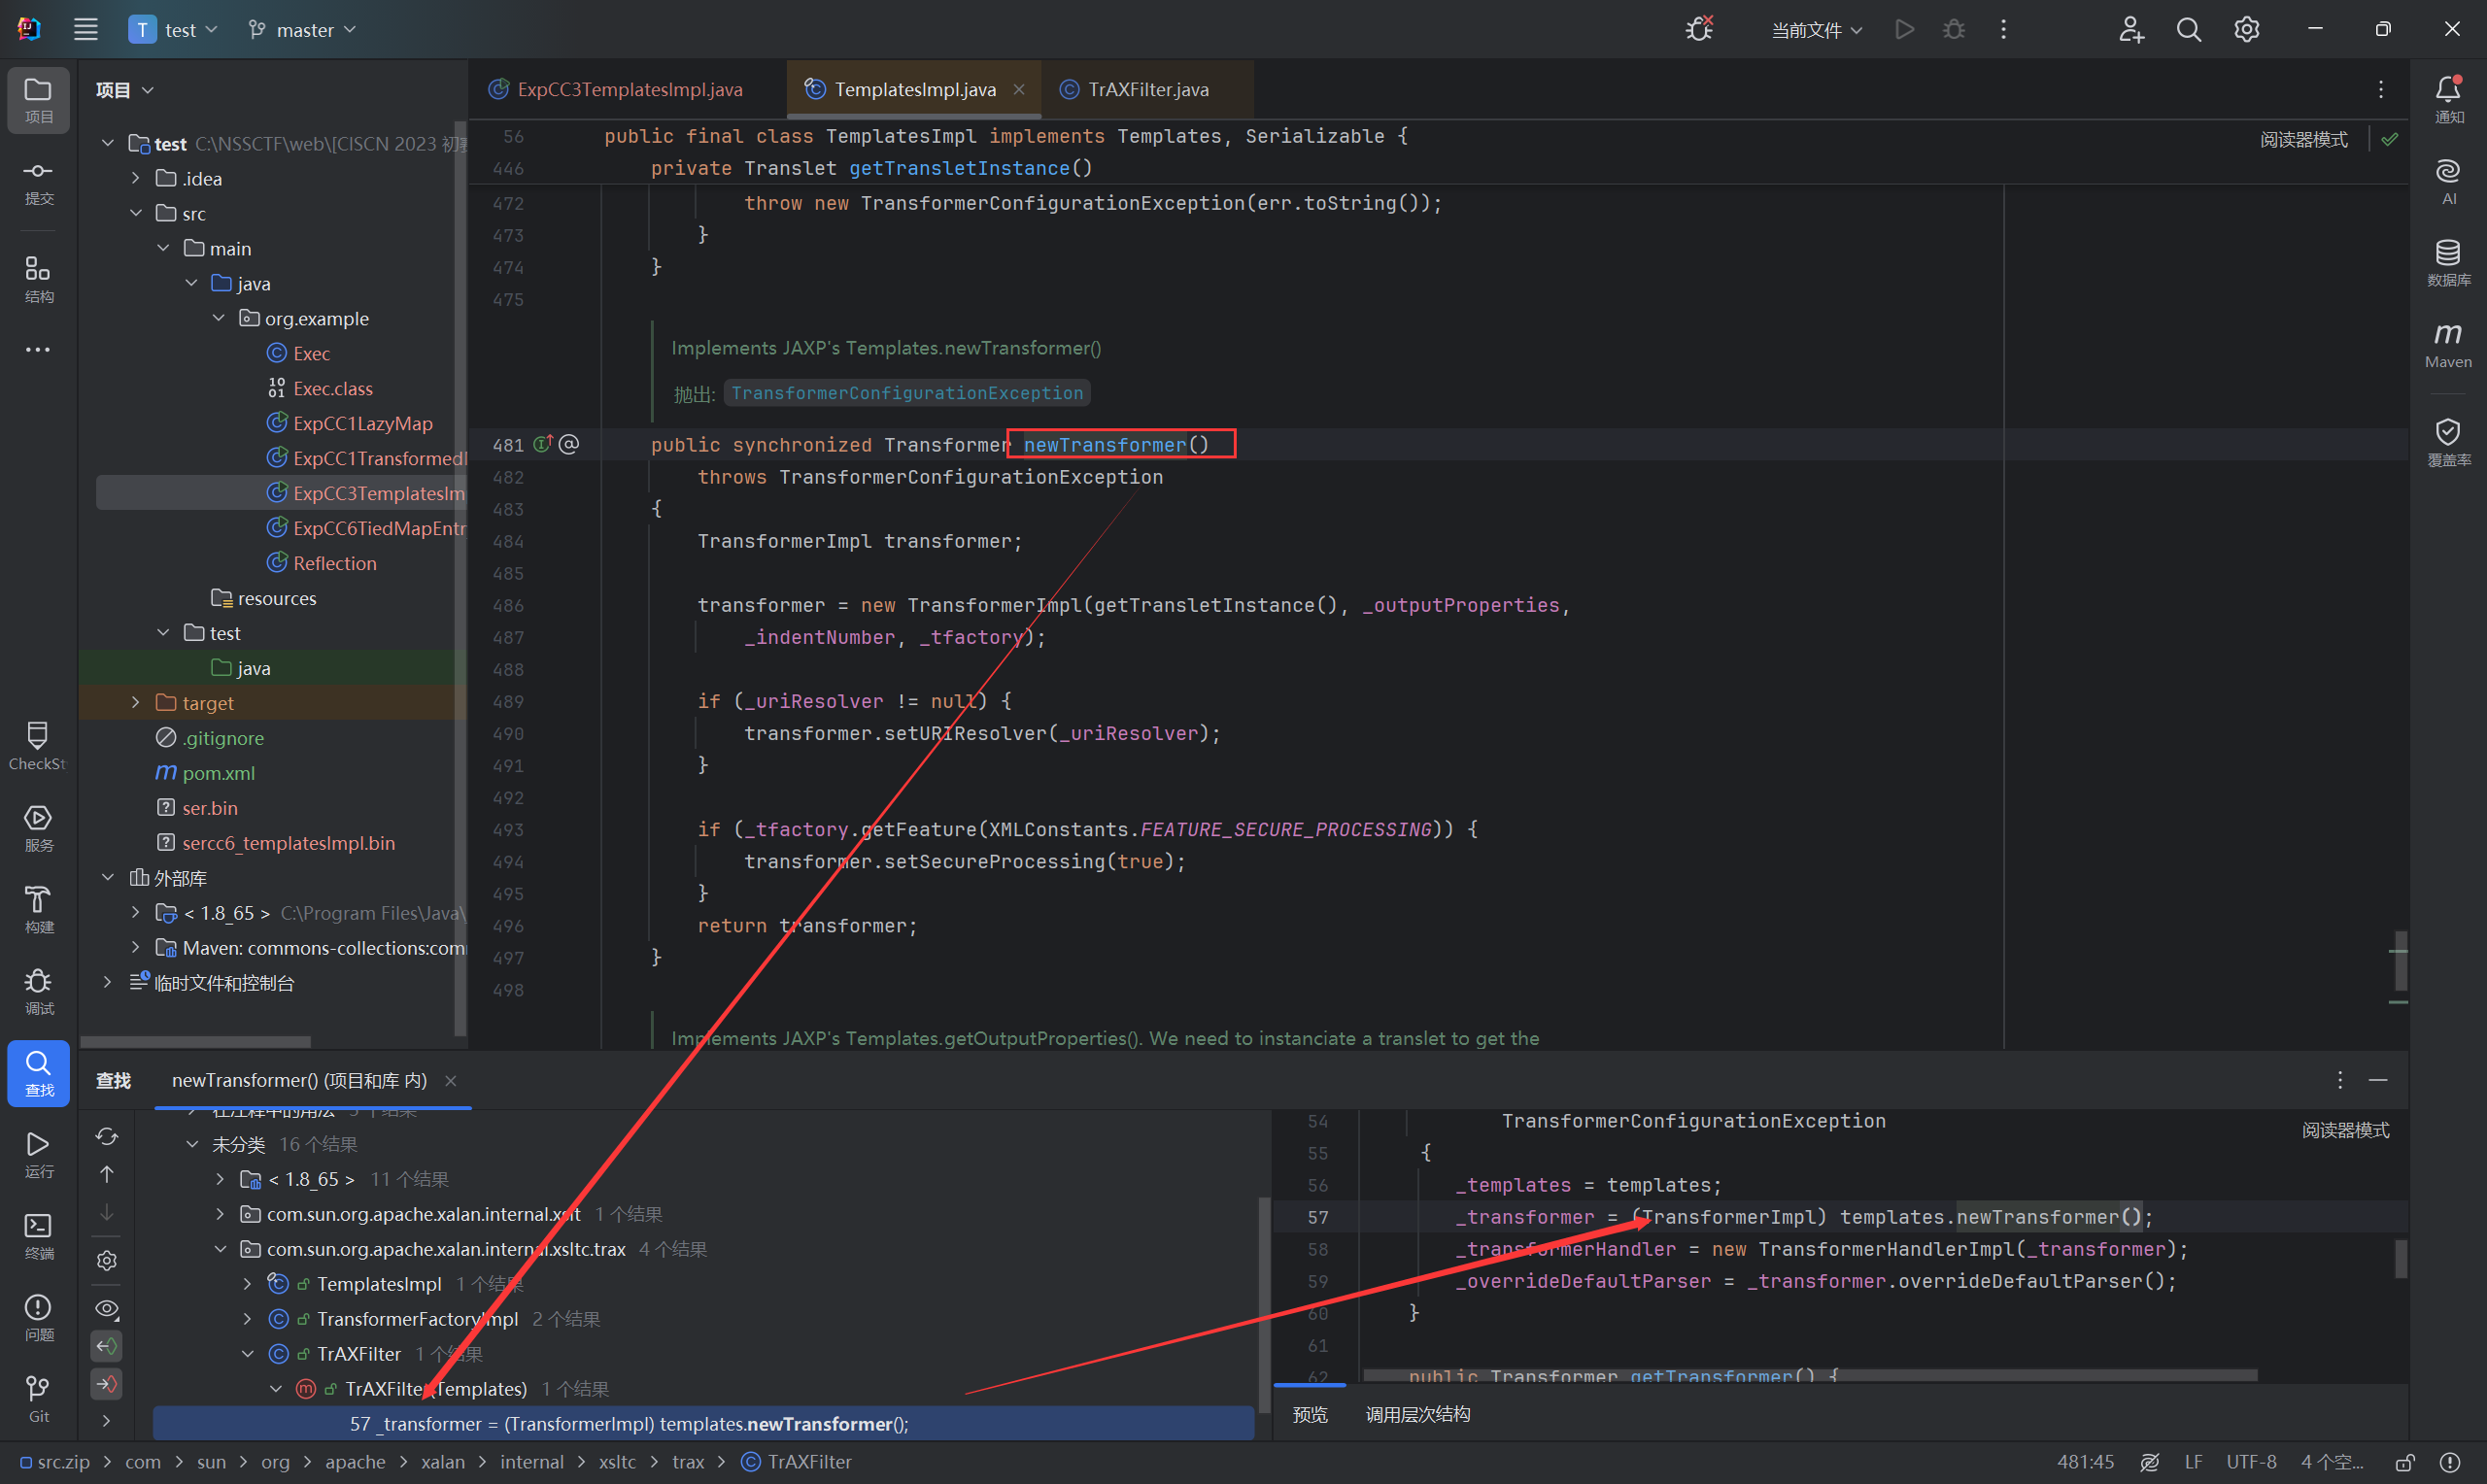 T test master 当前文件
项目
提交
结构
CheckSt
服务
构建
调试
查找
运行
终端
问题
Git
项目
test C:\NSSCTF\web\[CISCN 2023 初
.idea
src
main
java
org.example
Exec
Exec.class
ExpCC1LazyMap
ExpCC1Transformed
ExpCC3TemplatesIm
ExpCC6TiedMapEntr
Reflection
resources
test
java
target
.gitignore
pom.xml
ser.bin
sercc6_templatesImpl.bin
外部库
< 1.8_65 > C:\Program Files\Java\
Maven: commons-collections:com
临时文件和控制台
ExpCC3TemplatesImpl.java TemplatesImpl.java TrAXFilter.java
阅读器模式
56 public final class TemplatesImpl implements Templates, Serializable {
446 private Translet getTransletInstance()
472 throw new TransformerConfigurationException(err.toString());
473 }
474 }
475
Implements JAXP's Templates.newTransformer()
抛出: TransformerConfigurationException
481 public synchronized Transformer newTransformer()
482 throws TransformerConfigurationException
483 {
484 TransformerImpl transformer;
485
486 transformer = new TransformerImpl(getTransletInstance(), _outputProperties,
487 _indentNumber, _tfactory);
488
489 if (_uriResolver != null) {
490 transformer.setURIResolver(_uriResolver);
491 }
492
493 if (_tfactory.getFeature(XMLConstants.FEATURE_SECURE_PROCESSING)) {
494 transformer.setSecureProcessing(true);
495 }
496 return transformer;
497 }
498
Implements JAXP's Templates.getOutputProperties(). We need to instanciate a translet to get the
通知
AI
数据库
m
Maven
覆盖率
查找 newTransformer() (项目和库 内)
在注释中的用法 3 个结果
未分类 16 个结果
< 1.8_65 > 11 个结果
com.sun.org.apache.xalan.internal.xslt 1 个结果
com.sun.org.apache.xalan.internal.xsltc.trax 4 个结果
TemplatesImpl 1 个结果
TransformerFactoryImpl 2 个结果
TrAXFilter 1 个结果
TrAXFilter(Templates) 1 个结果
57 _transformer = (TransformerImpl) templates.newTransformer();
阅读器模式
54 TransformerConfigurationException
55 {
56 _templates = templates;
57 _transformer = (TransformerImpl) templates.newTransformer();
58 _transformerHandler = new TransformerHandlerImpl(_transformer);
59 _overrideDefaultParser = _transformer.overrideDefaultParser();
60 }
61
62 public Transformer getTransformer() {
预览 调用层次结构
src.zip > com > sun > org > apache > xalan > internal > xsltc > trax > TrAXFilter 481:45 LF UTF-8 4 个空...